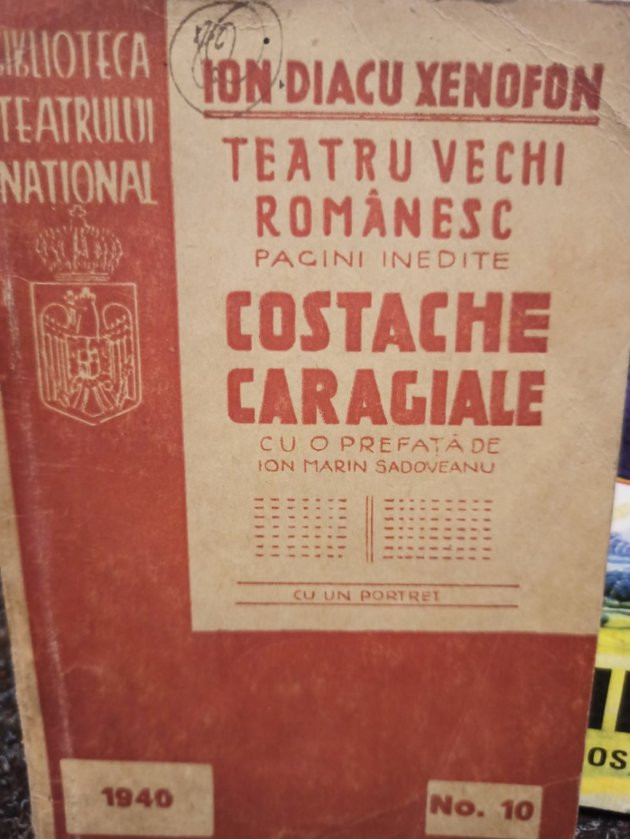 BIBLIOTECA
TEATRULUI
NAȚIONAL
ION DIACU XENOFON
TEATRU VECHI
ROMÂNESC
PAGINI INEDITE
COSTACHE
CARAGIALE
CU O PREFAȚĂ DE
ION MARIN SADOVEANU
CU UN PORTRET
1940
No. 10
OS